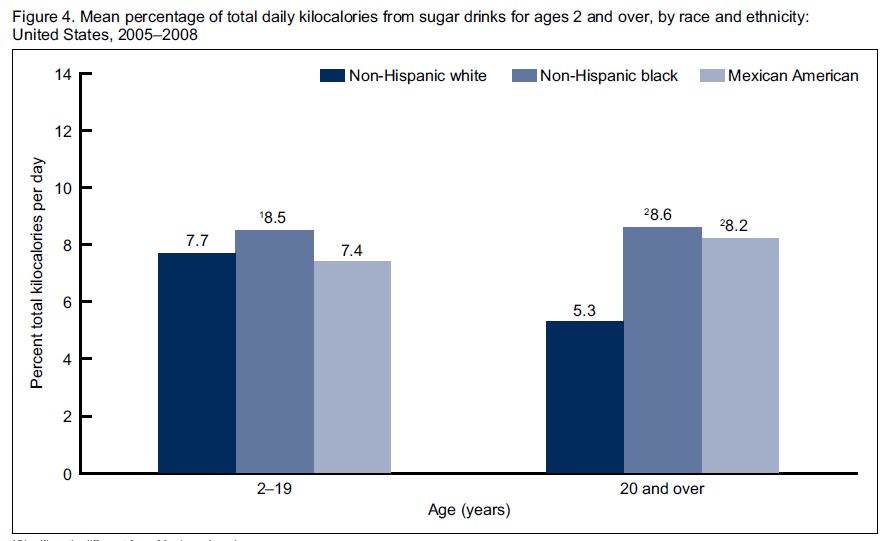 Figure 4. Mean percentage of total daily kilocalories from sugar drinks for ages 2 and over, by race and ethnicity:
United States, 2005–2008
Non-Hispanic white
Non-Hispanic black
Mexican American
Percent total kilocalories per day
14
12
10
8
6
4
2
0
7.7
¹8.5
7.4
5.3
²8.6
²8.2
2–19
20 and over
Age (years)